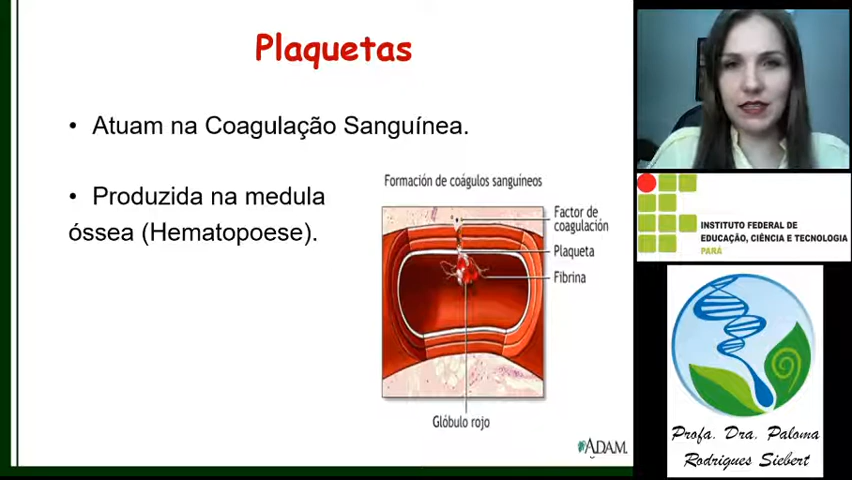 Plaquetas
• Atuam na Coagulação Sanguínea.
• Produzida na medula
óssea (Hematopoese).
Formación de coágulos sanguíneos
Factor de
coagulación
Plaqueta
Fibrina
Glóbulo rojo
ADAM.
INSTITUTO FEDERAL DE
EDUCAÇÃO, CIÊNCIA E TECNOLOGIA
PARÁ
Profa. Dra. Paloma
Rodrigues Siebert